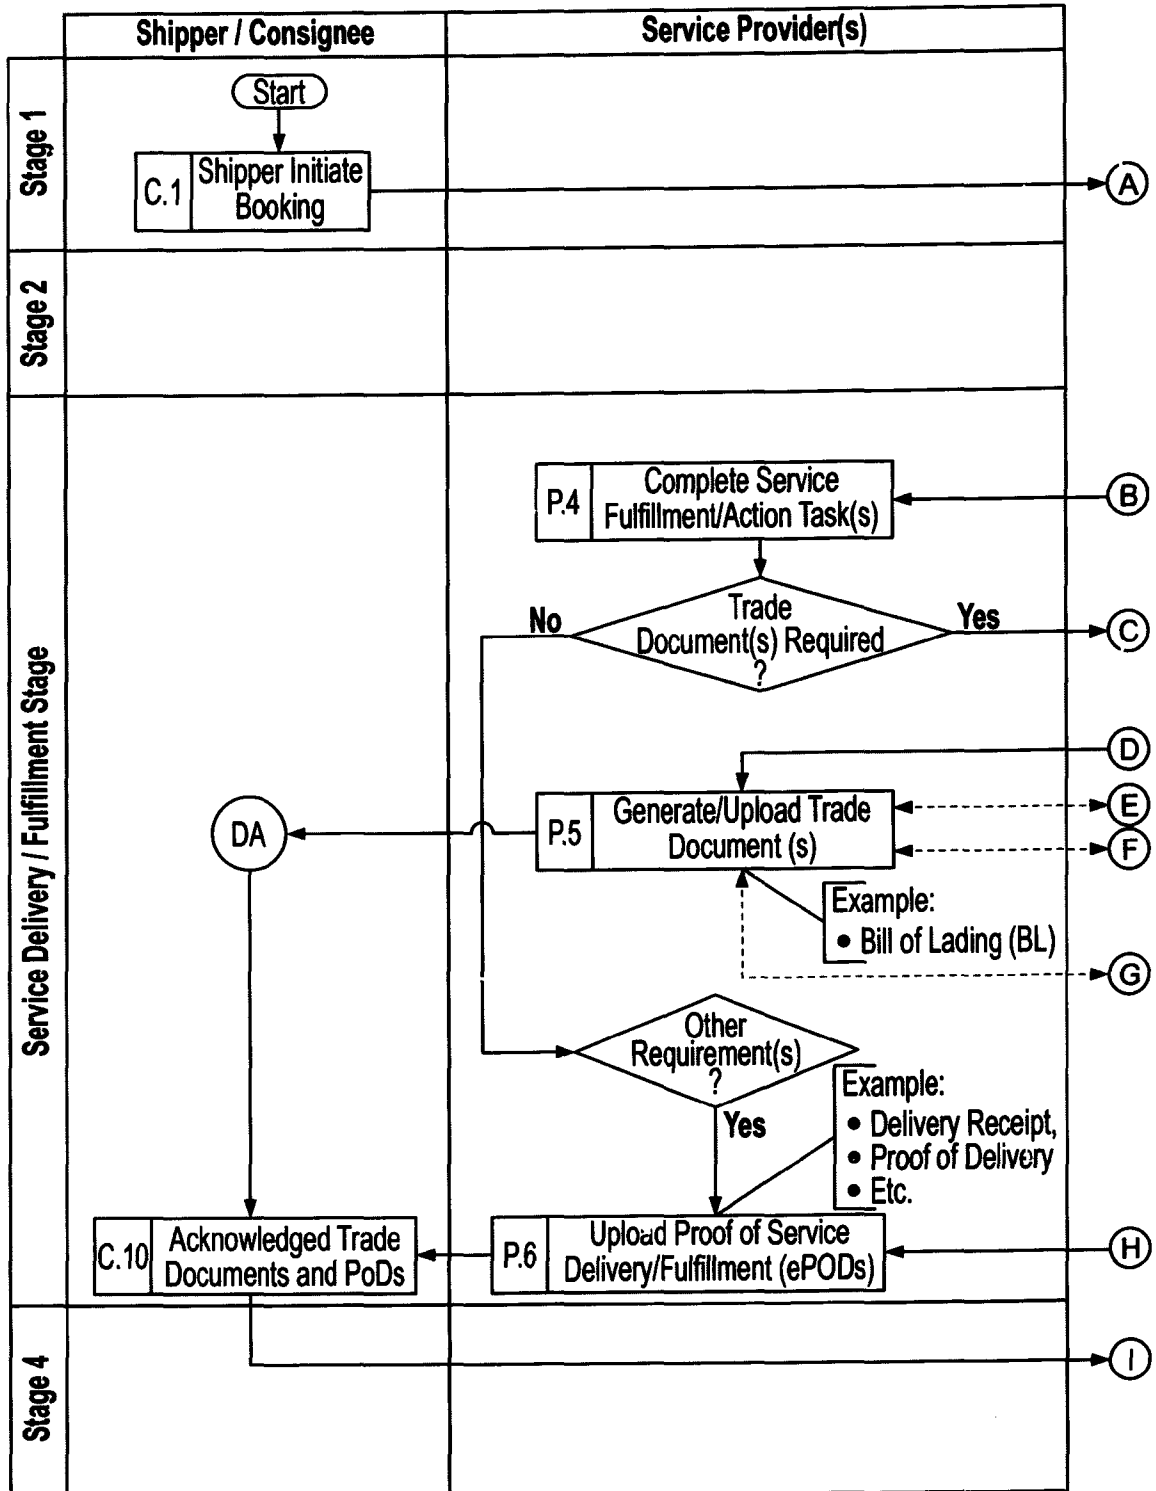 Shipper / Consignee
Service Provider(s)
Stage 1
Start
C.1
Shipper Initiate
Booking
A
Stage 2
Service Delivery / Fulfillment Stage
P.4
Complete Service
Fulfillment/Action Task(s)
B
No
Trade
Document(s) Required
?
Yes
C
D
DA
P.5
Generate/Upload Trade
Document (s)
E
F
Example:
• Bill of Lading (BL)
G
Other
Requirement(s)
?
Yes
Example:
• Delivery Receipt,
• Proof of Delivery
• Etc.
C.10
Acknowledged Trade
Documents and PoDs
P.6
Upload Proof of Service
Delivery/Fulfillment (ePODs)
H
Stage 4
I